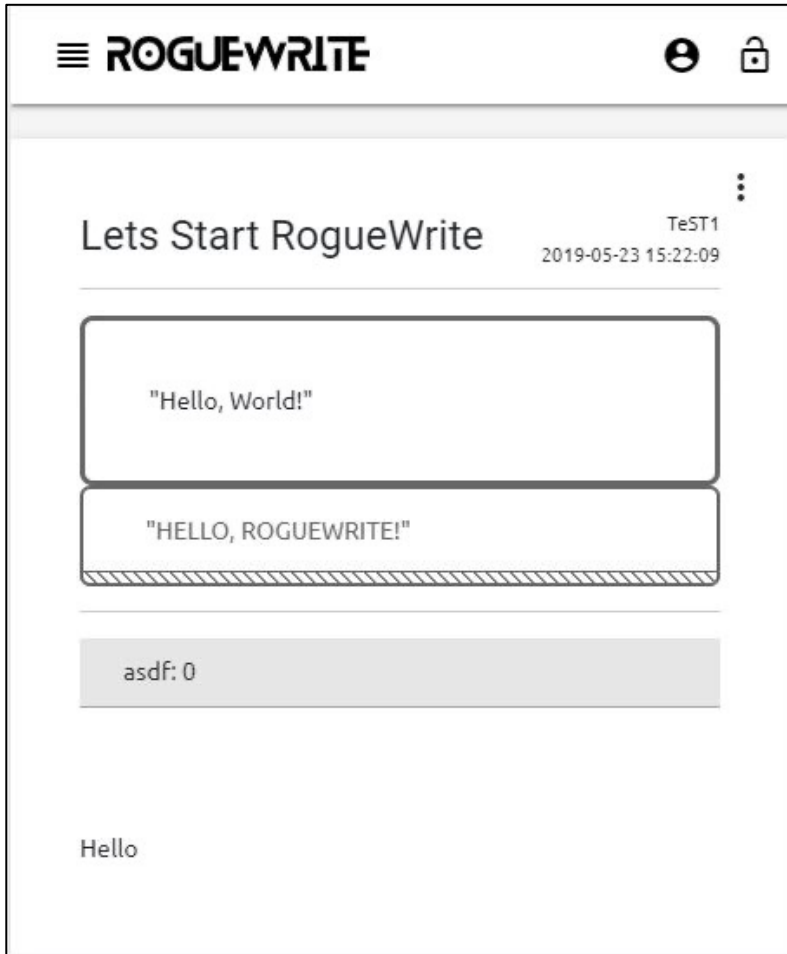 ROGUEWRITE
Lets Start RogueWrite
TeST1
2019-05-23 15:22:09
"Hello, World!"
"HELLO, ROGUEWRITE!"
asdf: 0
Hello